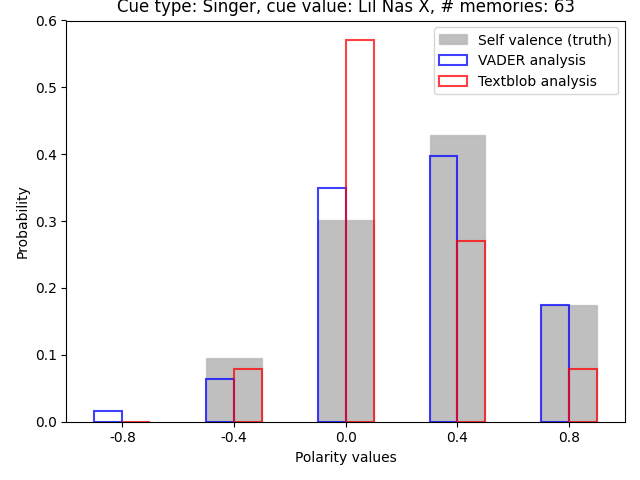 Cue type: Singer, cue value: Lil Nas X, # memories: 63
Self valence (truth)
VADER analysis
Textblob analysis
Probability
0.6
0.5
0.4
0.3
0.2
0.1
0.0
-0.8 -0.4 0.0 0.4 0.8
Polarity values